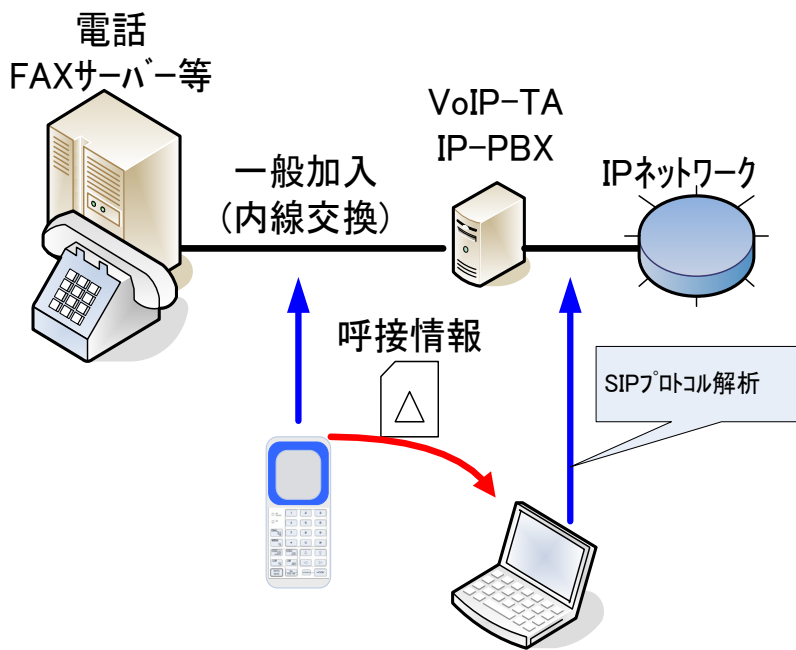 電話
FAXサーバー等
VoIP-TA
IP-PBX
IPネットワーク
一般加入
(内線交換)
呼接情報
SIPプロトコル解析